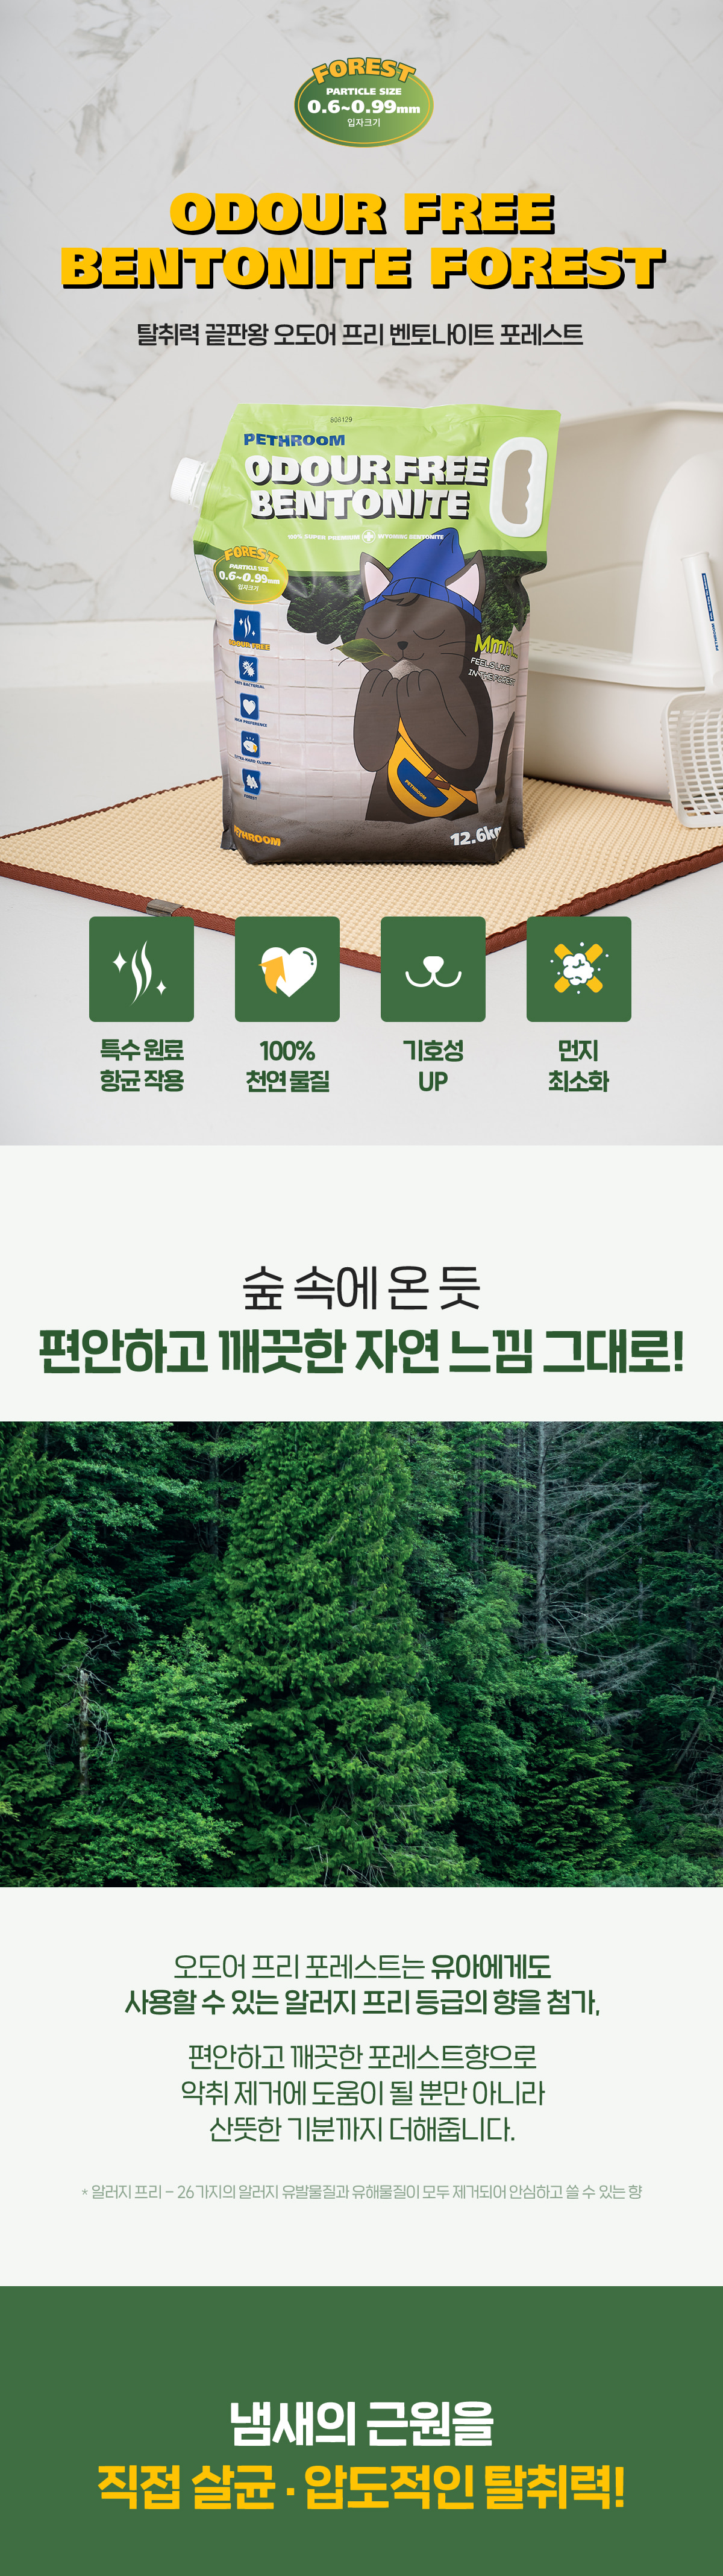 FOREST
PARTICLE SIZE
0.6~0.99mm
입자크기
ODOUR FREE
BENTONITE FOREST
탈취력 끝판왕 오도어 프리 벤토나이트 포레스트
PETHROOM
ODOUR FREE
BENTONITE
100% SUPER PREMIUM WYOMING BENTONITE
FOREST
PARTICLE SIZE
0.6~0.99mm
입자크기
ODOUR FREE
HIGH PREFERENCE
EXTRA-HARD CLUMP
FOREST
FEELS LIKE
IN THE FOREST
PETHROOM
PETHROOM
12.6kg
특수 원료
항균 작용
100%
천연 물질
기호성
UP
먼지
최소화
숲 속에 온 듯
편안하고 깨끗한 자연 느낌 그대로!
오도어 프리 포레스트는 유아에게도
사용할 수 있는 알러지 프리 등급의 향을 첨가,
편안하고 깨끗한 포레스트향으로
악취 제거에 도움이 될 뿐만 아니라
산뜻한 기분까지 더해줍니다.
* 알러지 프리 - 26가지의 알러지 유발물질과 유해물질이 모두 제거되어 안심하고 쓸 수 있는 향
냄새의 근원을
직접 살균 · 압도적인 탈취력!